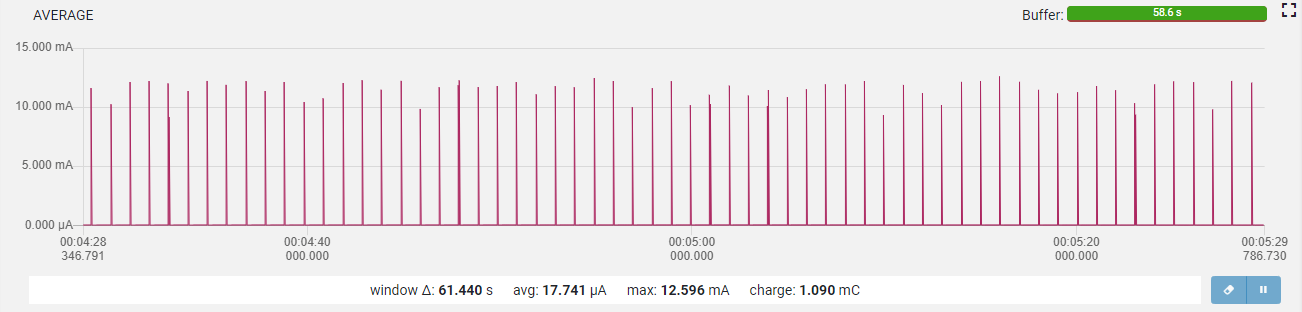 AVERAGE
Buffer: 58.6 s
15.000 mA
10.000 mA
5.000 mA
0.000 µA
00:04:28 00:04:40 00:05:00 00:05:20 00:05:29
346.791 000.000 000.000 000.000 786.730
window Δ: 61.440 s avg: 17.741 µA max: 12.596 mA charge: 1.090 mC